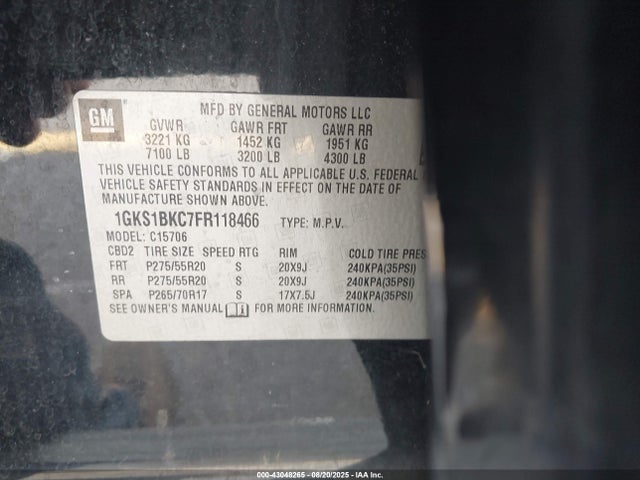 GM
MFD BY GENERAL MOTORS LLC
GVWR GAWR FRT GAWR RR
3221 KG 1452 KG 1951 KG
7100 LB 3200 LB 4300 LB
THIS VEHICLE CONFORMS TO ALL APPLICABLE U.S. FEDERAL
VEHICLE SAFETY STANDARDS IN EFFECT ON THE DATE OF
MANUFACTURE SHOWN ABOVE.
1GKS1BKC7FR118466 TYPE: M.P.V.
MODEL: C15706
CBD2 TIRE SIZE SPEED RTG RIM COLD TIRE PRES
FRT P275/55R20 S 20X9J 240KPA(35PSI)
RR P275/55R20 S 20X9J 240KPA(35PSI)
SPA P265/70R17 S 17X7.5J 240KPA(35PSI)
SEE OWNER'S MANUAL FOR MORE INFORMATION.
000-43048265 - 08/20/2025 - IAA Inc.